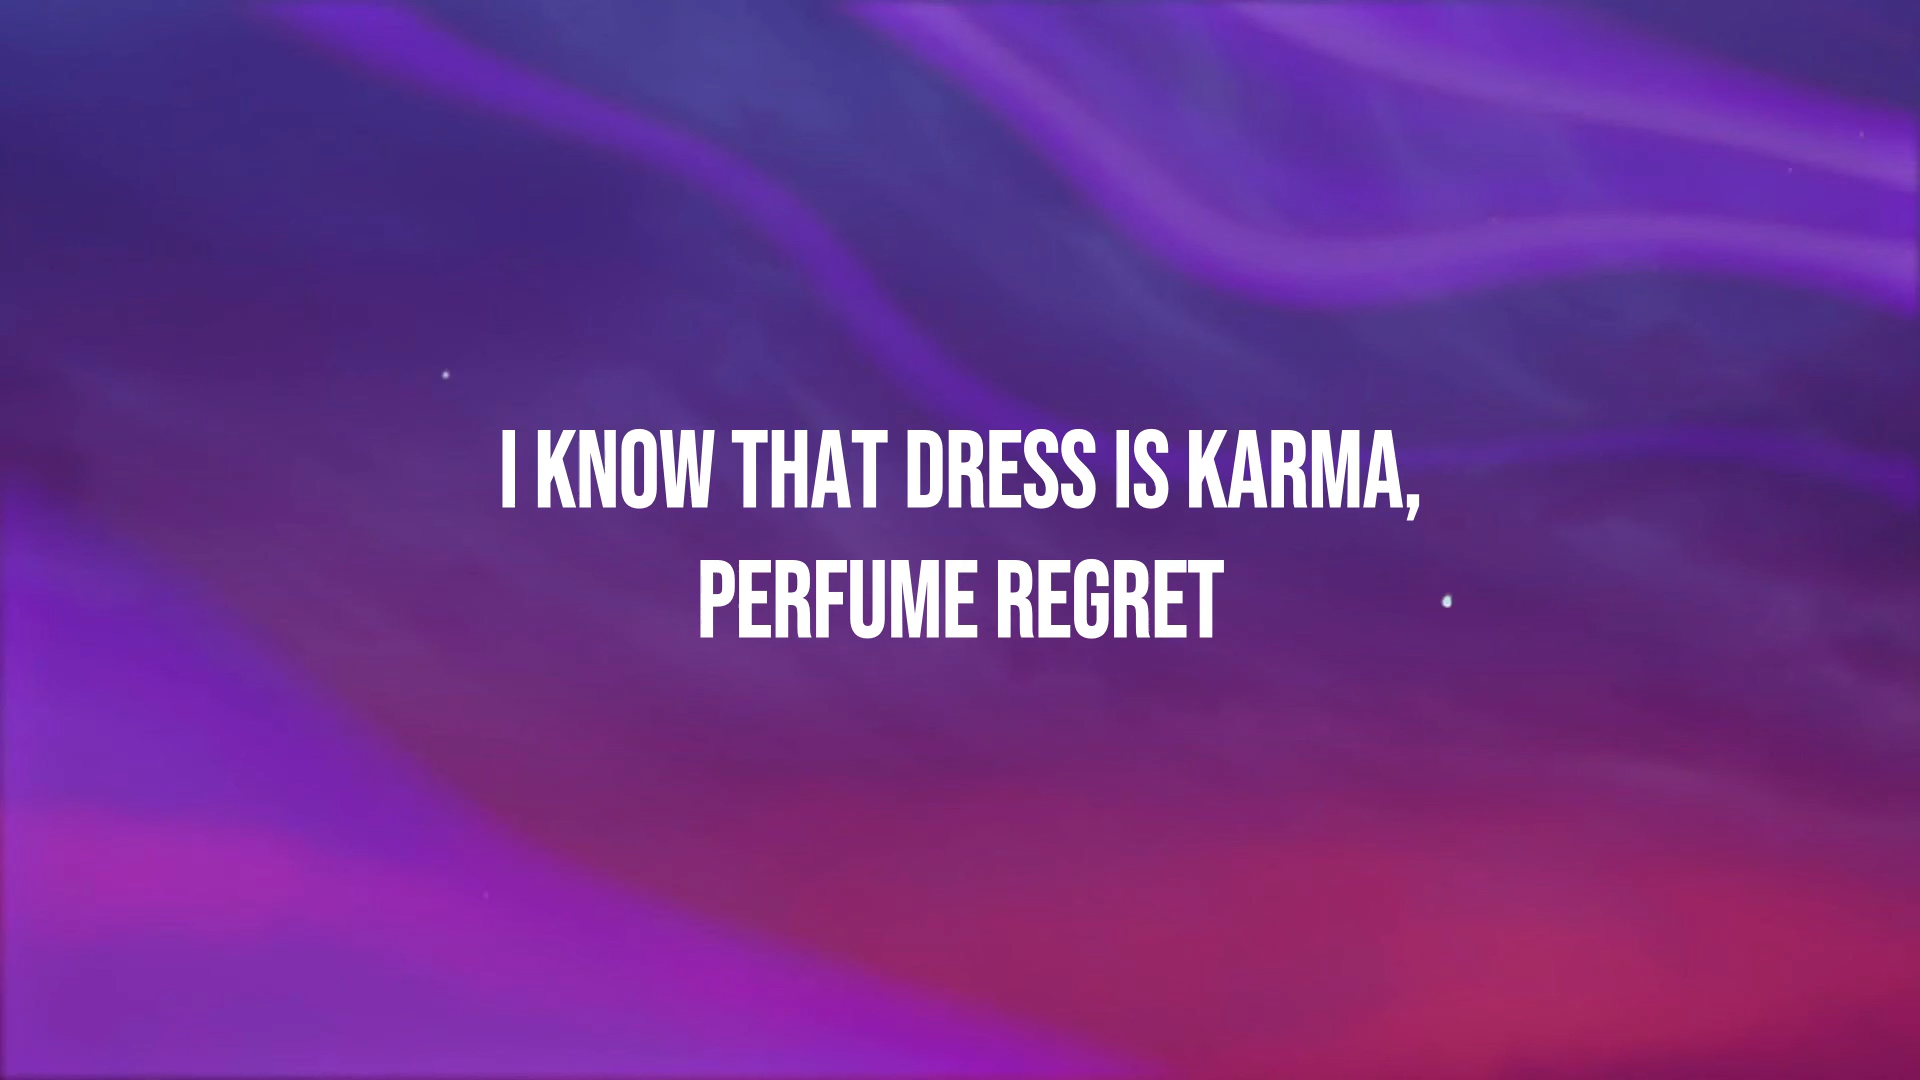 I KNOW THAT DRESS IS KARMA,
PERFUME REGRET